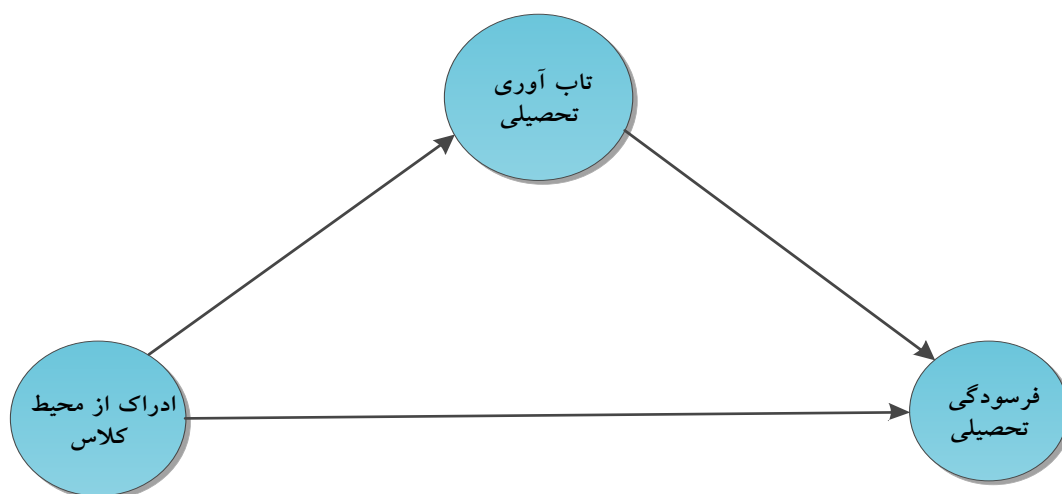 تاب آوری
تحصیلی
ادراک از محیط
کلاس
فرسودگی
تحصیلی